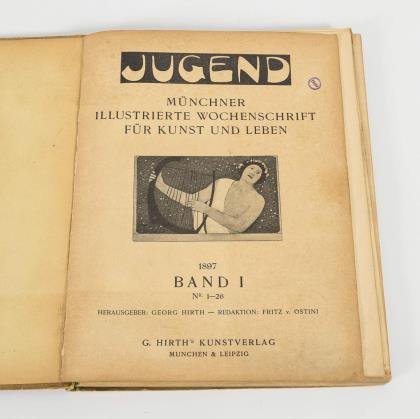 JUGEND
MÜNCHNER
ILLUSTRIERTE WOCHENSCHRIFT
FÜR KUNST UND LEBEN
1897
BAND I
No. 1–26
HERAUSGEBER: GEORG HIRTH — REDAKTION: FRITZ v. OSTINI
G. HIRTH's KUNSTVERLAG
MÜNCHEN & LEIPZIG